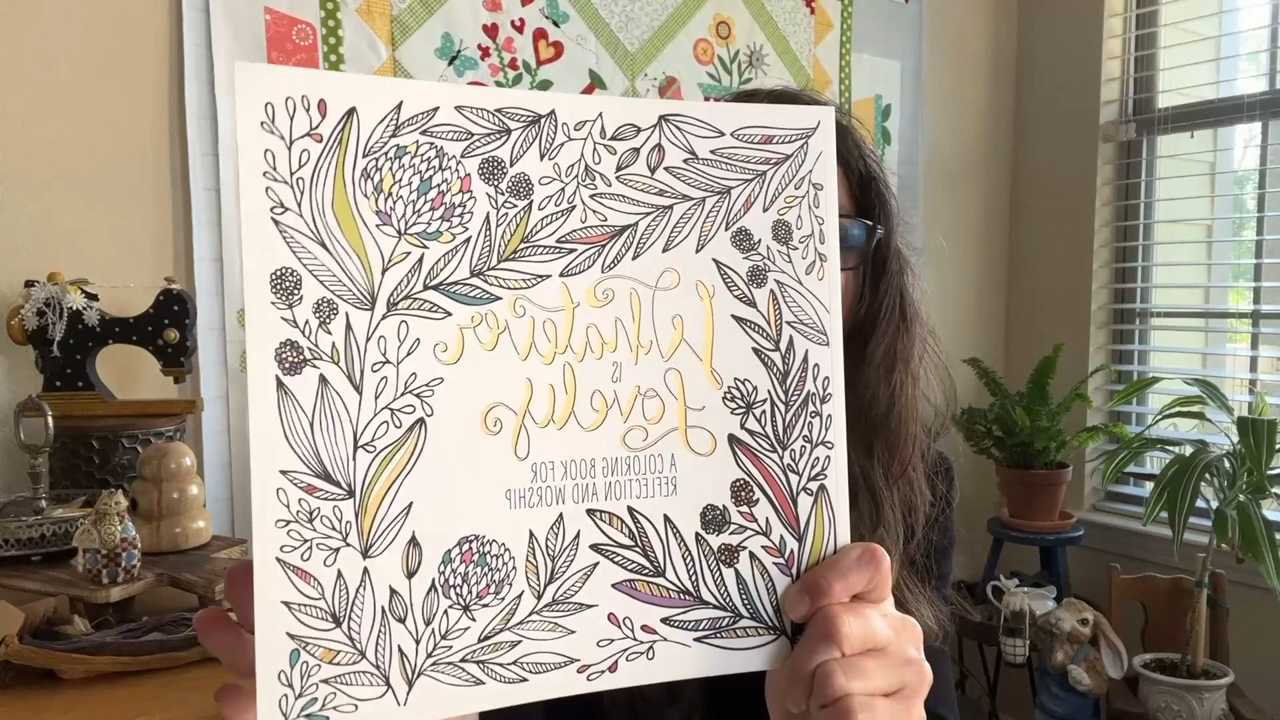 Whatever
IS
Lovely
A COLORING BOOK FOR
REFLECTION AND WORSHIP